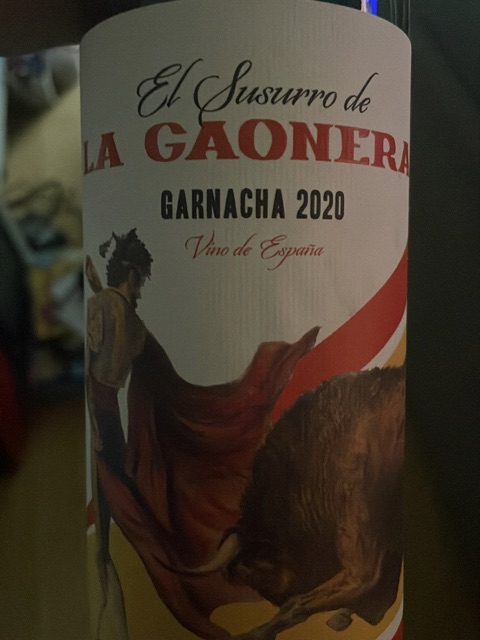 El Susurro de
LA GAONERA
GARNACHA 2020
Vino de España